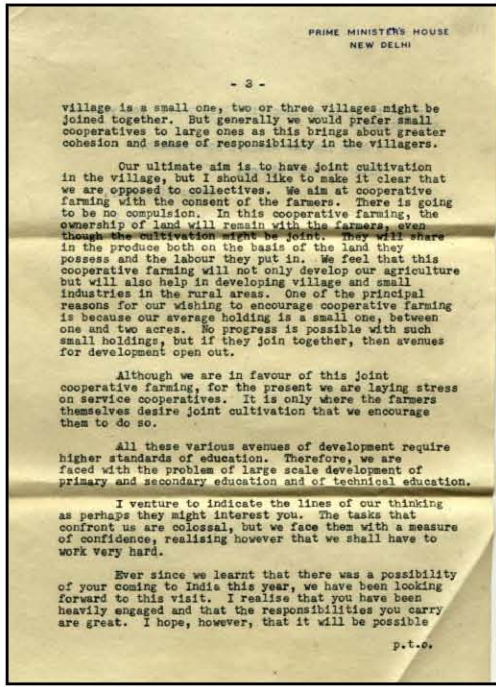 PRIME MINISTER'S HOUSE
NEW DELHI
- 3 -
village is a small one, two or three villages might be
joined together. But generally we would prefer small
cooperatives to large ones as this brings about greater
cohesion and sense of responsibility in the villagers.
Our ultimate aim is to have joint cultivation
in the village, but I should like to make it clear that
we are opposed to collectives. We aim at cooperative
farming with the consent of the farmers. There is going
to be no compulsion. In this cooperative farming, the
ownership of land will remain with the farmers, even
though the cultivation might be joint. They will share
in the produce both on the basis of the land they
possess and the labour they put in. We feel that this
cooperative farming will not only develop our agriculture
but will also help in developing village and small
industries in the rural areas. One of the principal
reasons for our wishing to encourage cooperative farming
is because our average holding is a small one, between
one and two acres. No progress is possible with such
small holdings, but if they join together, then avenues
for development open out.
Although we are in favour of this joint
cooperative farming, for the present we are laying stress
on service cooperatives. It is only where the farmers
themselves desire joint cultivation that we encourage
them to do so.
All these various avenues of development require
higher standards of education. Therefore, we are
faced with the problem of large scale development of
primary and secondary education and of technical education.
I venture to indicate the lines of our thinking
as perhaps they might interest you. The tasks that
confront us are colossal, but we face them with a measure
of confidence, realising however that we shall have to
work very hard.
Ever since we learnt that there was a possibility
of your coming to India this year, we have been looking
forward to this visit. I realise that you have been
heavily engaged and that the responsibilities you carry
are great. I hope, however, that it will be possible
p.t.o.